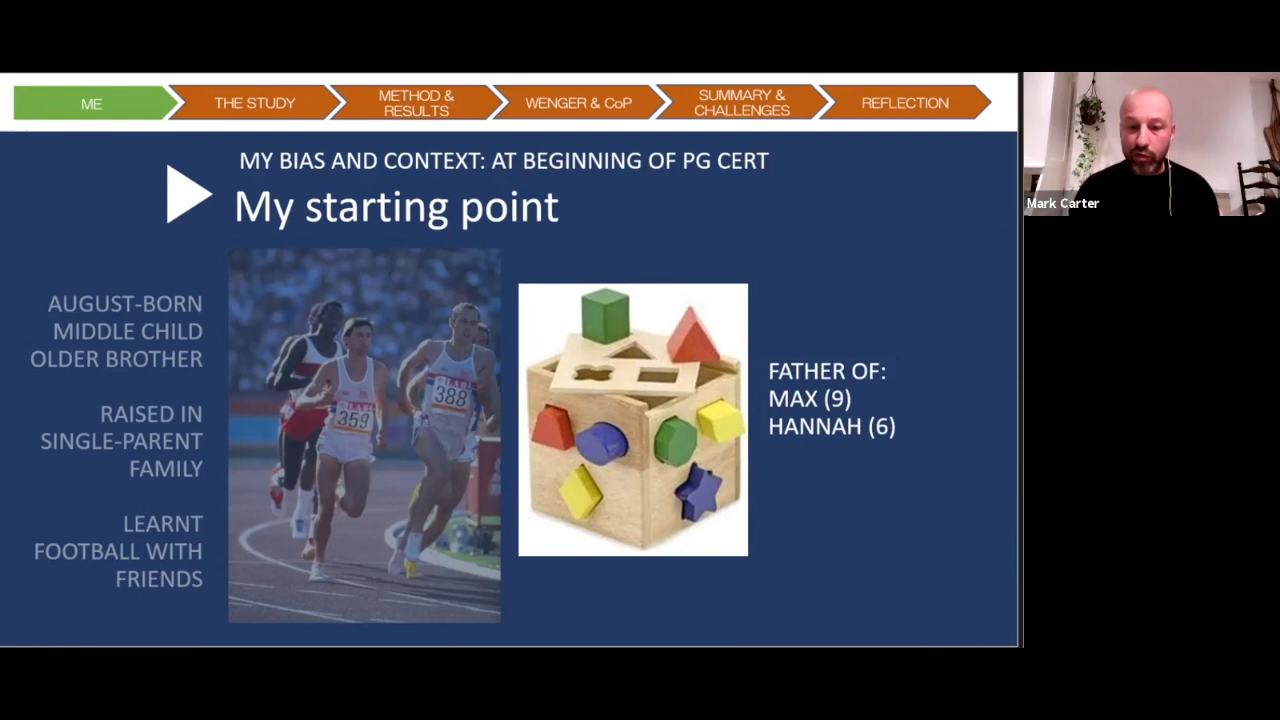 ME
THE STUDY
METHOD &
RESULTS
WENGER & CoP
SUMMARY &
CHALLENGES
REFLECTION
MY BIAS AND CONTEXT: AT BEGINNING OF PG CERT
My starting point
AUGUST-BORN
MIDDLE CHILD
OLDER BROTHER
RAISED IN
SINGLE-PARENT
FAMILY
LEARNT
FOOTBALL WITH
FRIENDS
359
388
FATHER OF:
MAX (9)
HANNAH (6)
Mark Carter